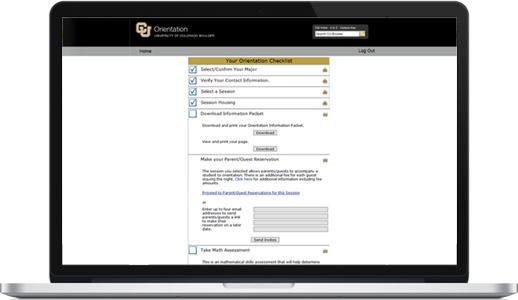 CU
Orientation
UNIVERSITY OF COLORADO BOULDER
Search CU-Boulder
Home
Log Out
Your Orientation Checklist
Select/Confirm Your Major
Verify Your Contact Information.
Select a Session
Session Housing
Download Information Packet
Download and print your Orientation Information Packet.
Download
View and print your page.
Download
Make your Parent/Guest Reservation
The session you selected allows parents/guests to accompany a
student to orientation. There is an additional fee for each guest
staying the night. Click here for additional information including fee
amounts.
Proceed to Parent/Guest Reservations for this Session
or
Enter up to four email
addresses to send
parents/guests a link
to make their
reservation on a later
date.
Send Invites
Take Math Assessment
This is an mathematical skills assessment that will help determine